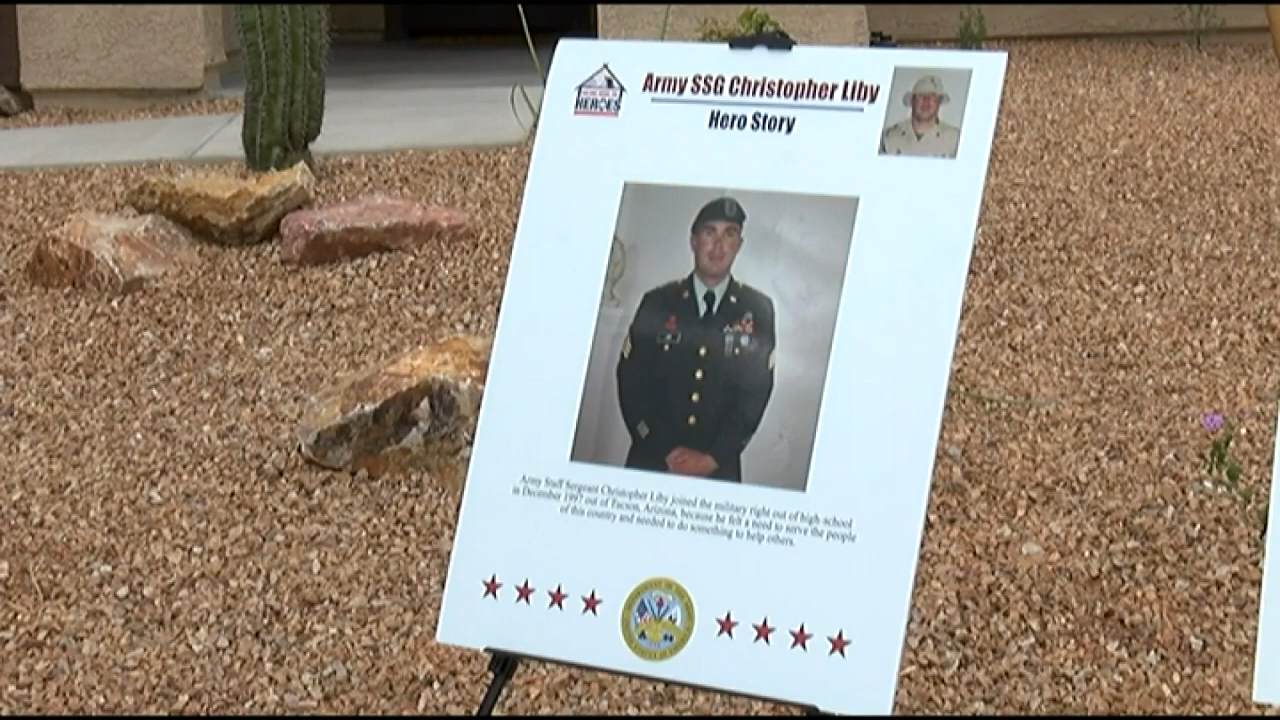 HEROES
Army SSG Christopher Liby
Hero Story
Army Staff Sergeant Christopher Liby joined the military right out of high-school
in December 1997 out of Tucson, Arizona, because he felt a need to serve the people
of this country and needed to do something to help others.